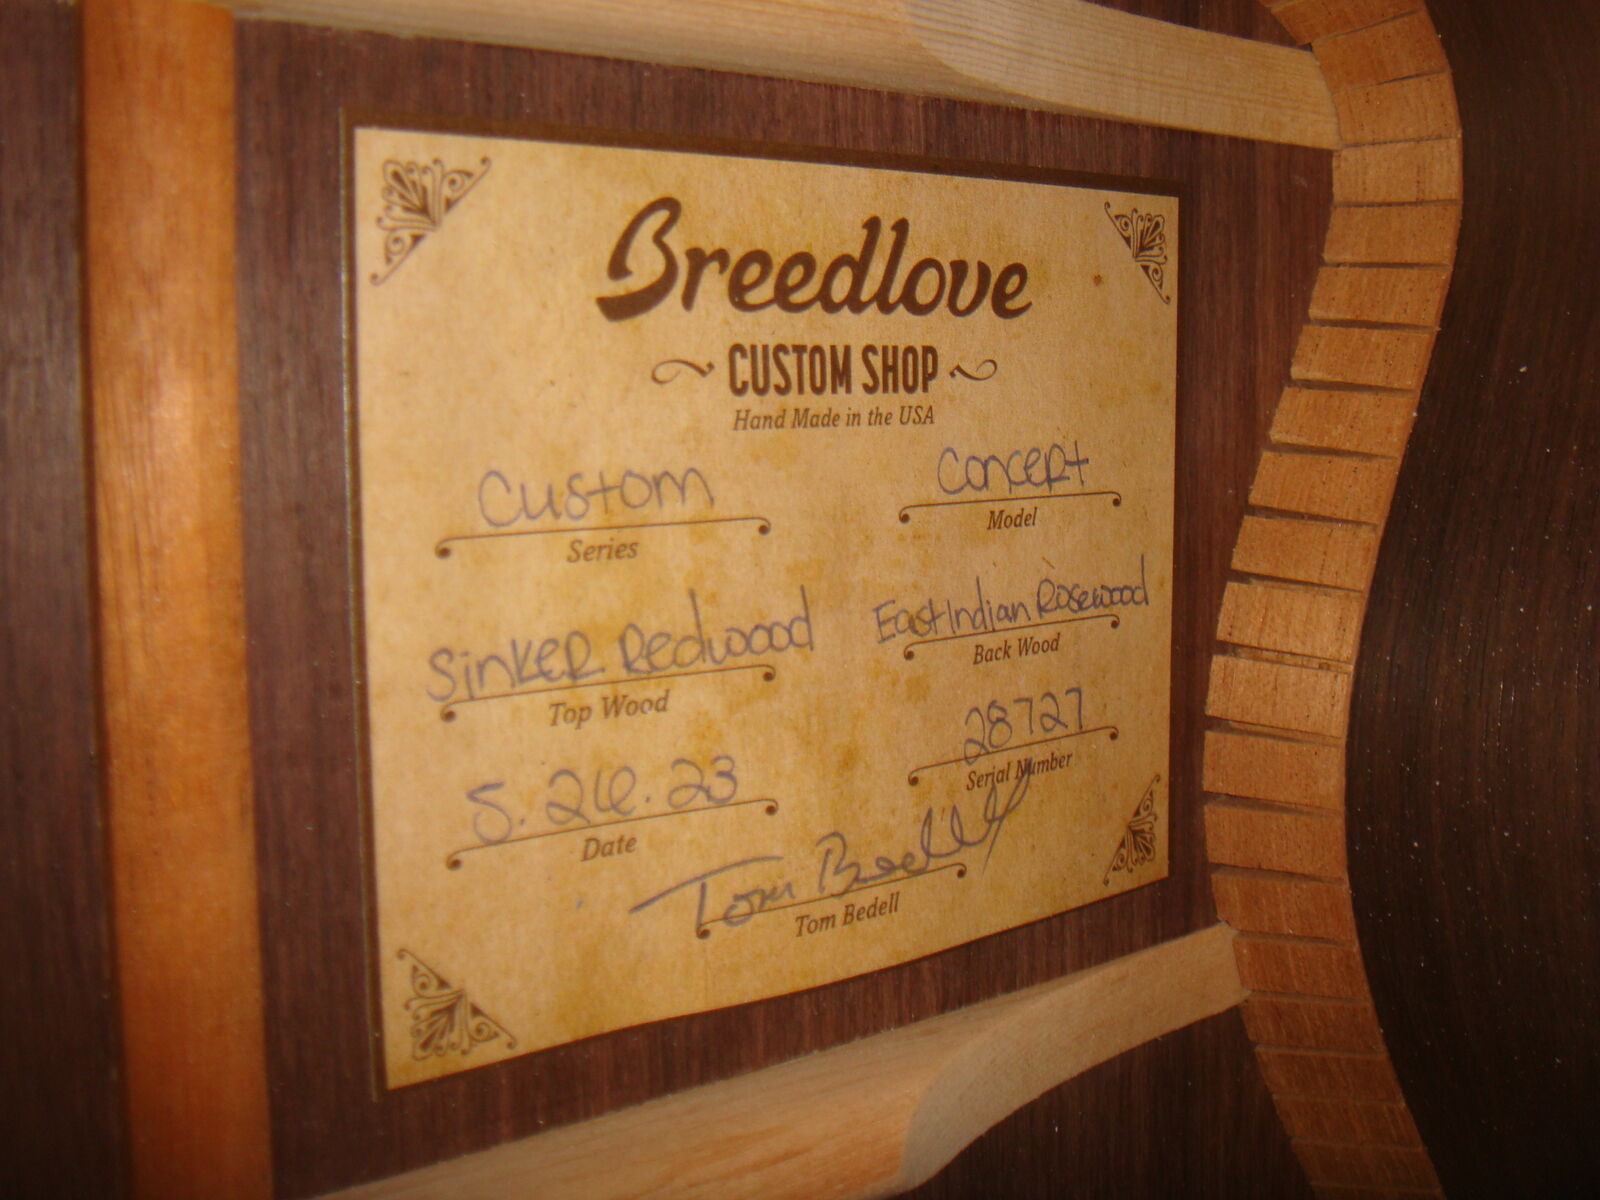 Breedlove
CUSTOM SHOP
Hand Made in the USA
Custom
Series
Concept
Model
Sinker Redwood
Top Wood
East Indian Rosewood
Back Wood
5.26.23
Date
28727
Serial Number
Tom Bedell
Tom Bedell